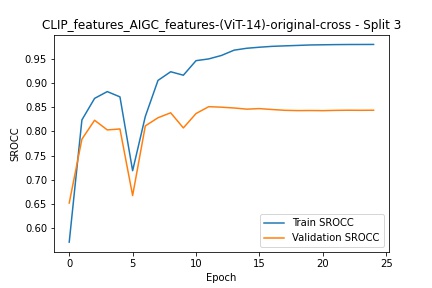 CLIP_features_AIGC_features-(ViT-14)-original-cross - Split 3
SROCC
0.95
0.90
0.85
0.80
0.75
0.70
0.65
0.60
0 5 10 15 20 25
Epoch
Train SROCC
Validation SROCC